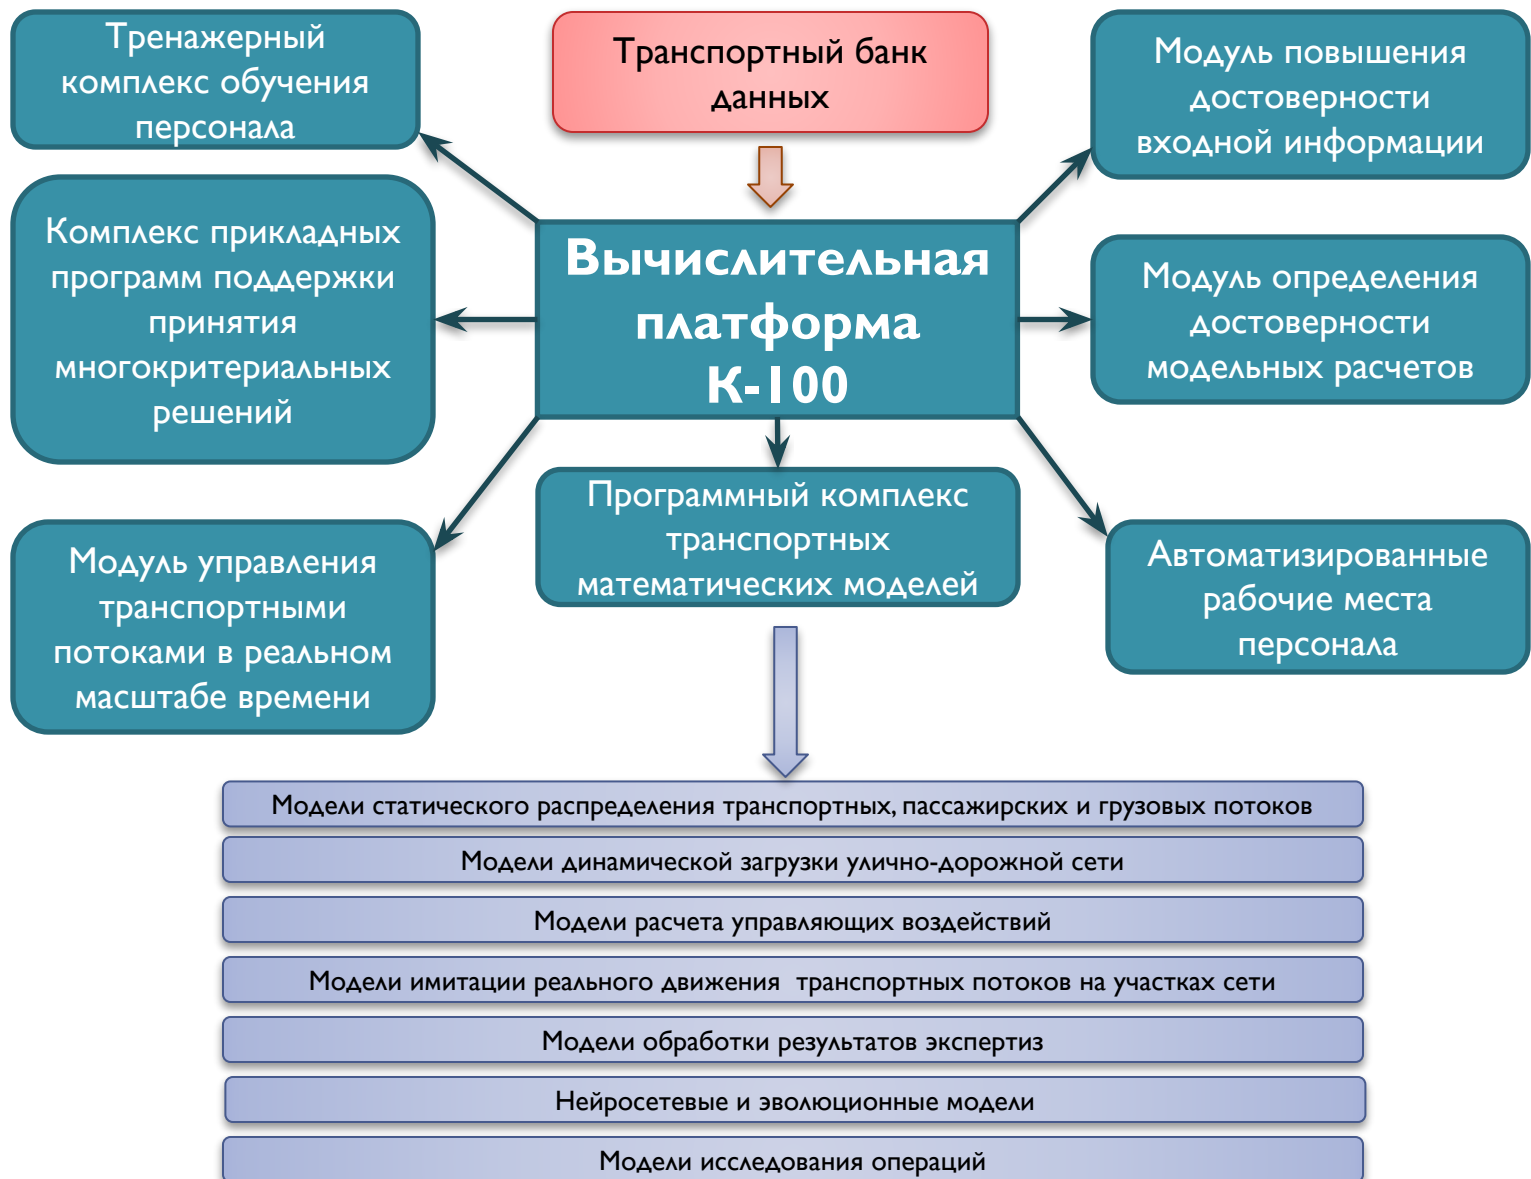 Тренажерный
комплекс обучения
персонала
Транспортный банк
данных
Модуль повышения
достоверности
входной информации
Комплекс прикладных
программ поддержки
принятия
многокритериальных
решений
Вычислительная
платформа
К-100
Модуль определения
достоверности
модельных расчетов
Модуль управления
транспортными
потоками в реальном
масштабе времени
Программный комплекс
транспортных
математических моделей
Автоматизированные
рабочие места
персонала
Модели статического распределения транспортных, пассажирских и грузовых потоков
Модели динамической загрузки улично-дорожной сети
Модели расчета управляющих воздействий
Модели имитации реального движения  транспортных потоков на участках сети
Модели обработки результатов экспертиз
Нейросетевые и эволюционные модели
Модели исследования операций